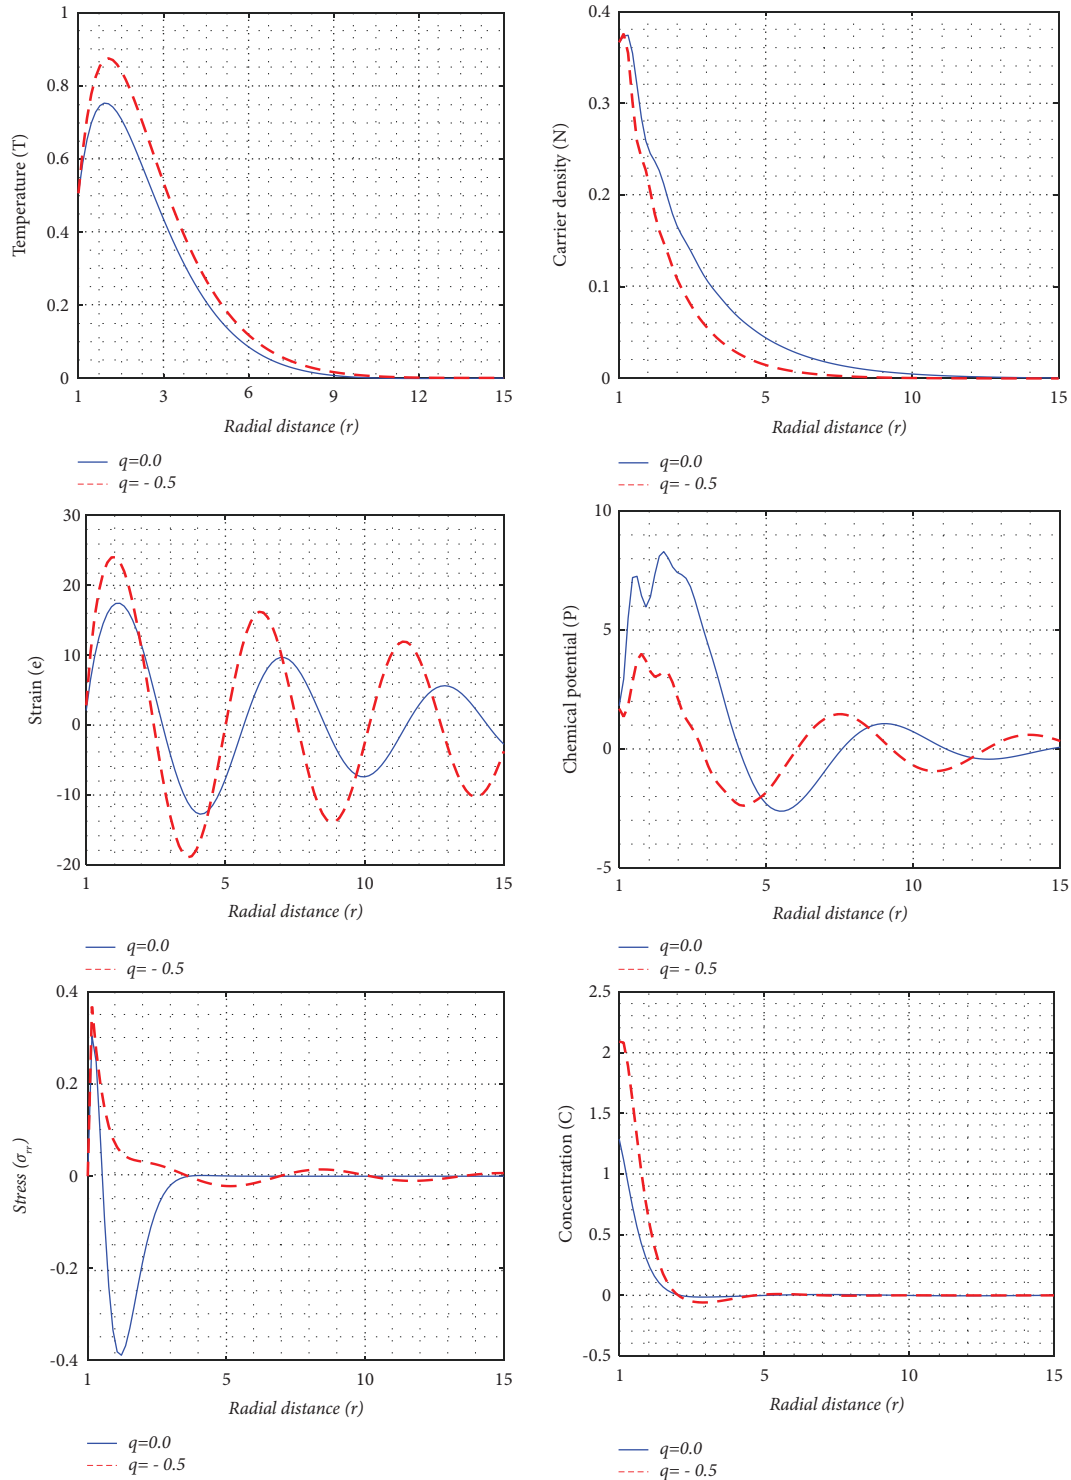 1
0.8
0.6
0.4
0.2
0
Temperature (T)
1 3 6 9 12 15
Radial distance (r)
q=0.0
q= - 0.5
0.4
0.3
0.2
0.1
0
Carrier density (N)
1 5 10 15
Radial distance (r)
q=0.0
q= - 0.5
30
20
10
0
-10
-20
Strain (e)
1 5 10 15
Radial distance (r)
q=0.0
q= - 0.5
10
5
0
-5
Chemical potential (P)
1 5 10 15
Radial distance (r)
q=0.0
q= - 0.5
0.4
0.2
0
-0.2
-0.4
Stress (σrr)
1 5 10 15
Radial distance (r)
q=0.0
q= - 0.5
2.5
2
1.5
1
0.5
0
-0.5
Concentration (C)
1 5 10 15
Radial distance (r)
q=0.0
q= - 0.5